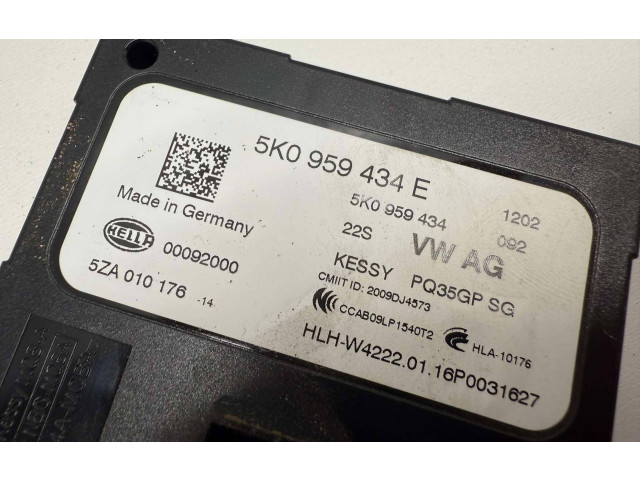 5K0 959 434 E
5K0 959 434
1202
Made in Germany
22S VW AG 092
HELLA 00092000
KESSY PQ35GP SG
5ZA 010 176 -14
CMIIT ID: 2009DJ4573
CCAB09LP1540T2 HLA-10176
HLH-W4222.01.16P0031627